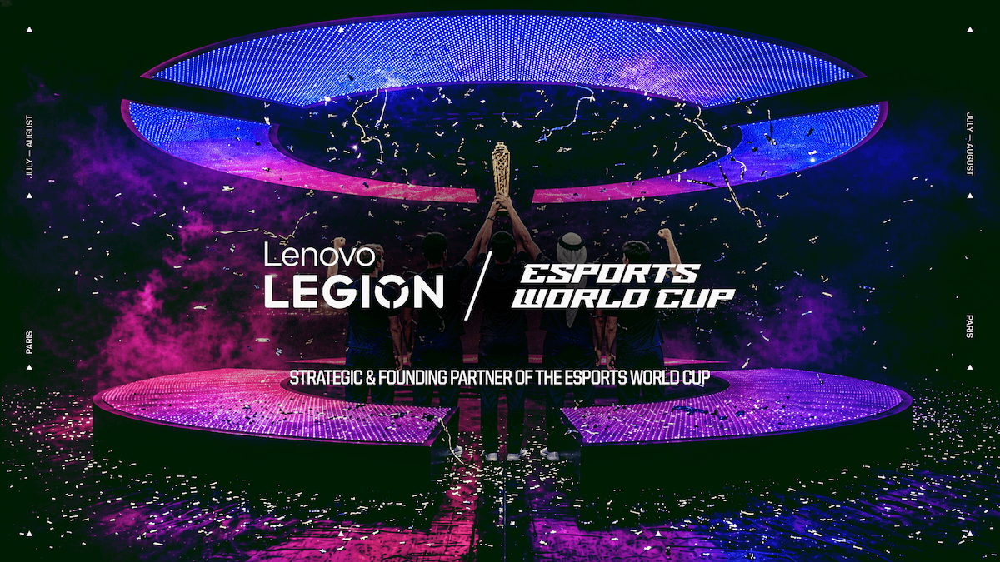 JULY — AUGUST
JULY — AUGUST
Lenovo
LEGION
ESPORTS
WORLD CUP
PARIS
PARIS
STRATEGIC & FOUNDING PARTNER OF THE ESPORTS WORLD CUP